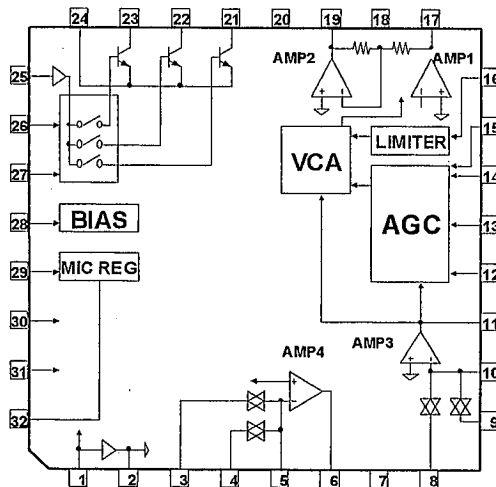 24 23 22 21 20 19 18 17
AMP2 AMP1
25
16
26
15
LIMITER
VCA
14
27
AGC
28 BIAS
13
29 MIC REG
12
30
11
AMP3
31
AMP4
10
32
9
1 2 3 4 5 6 7 8